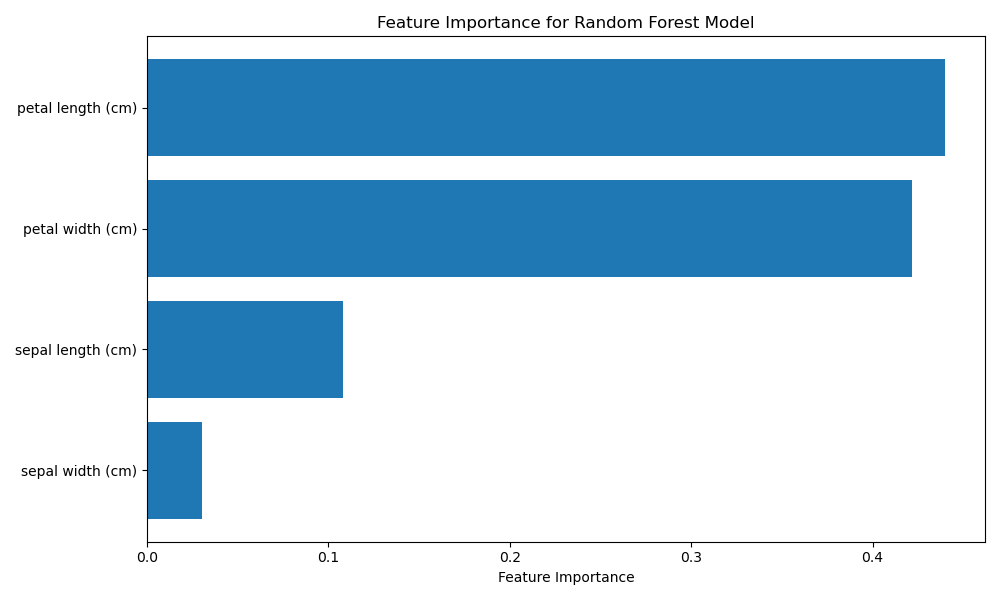 Feature Importance for Random Forest Model
petal length (cm)
petal width (cm)
sepal length (cm)
sepal width (cm)
0.0 0.1 0.2 0.3 0.4
Feature Importance